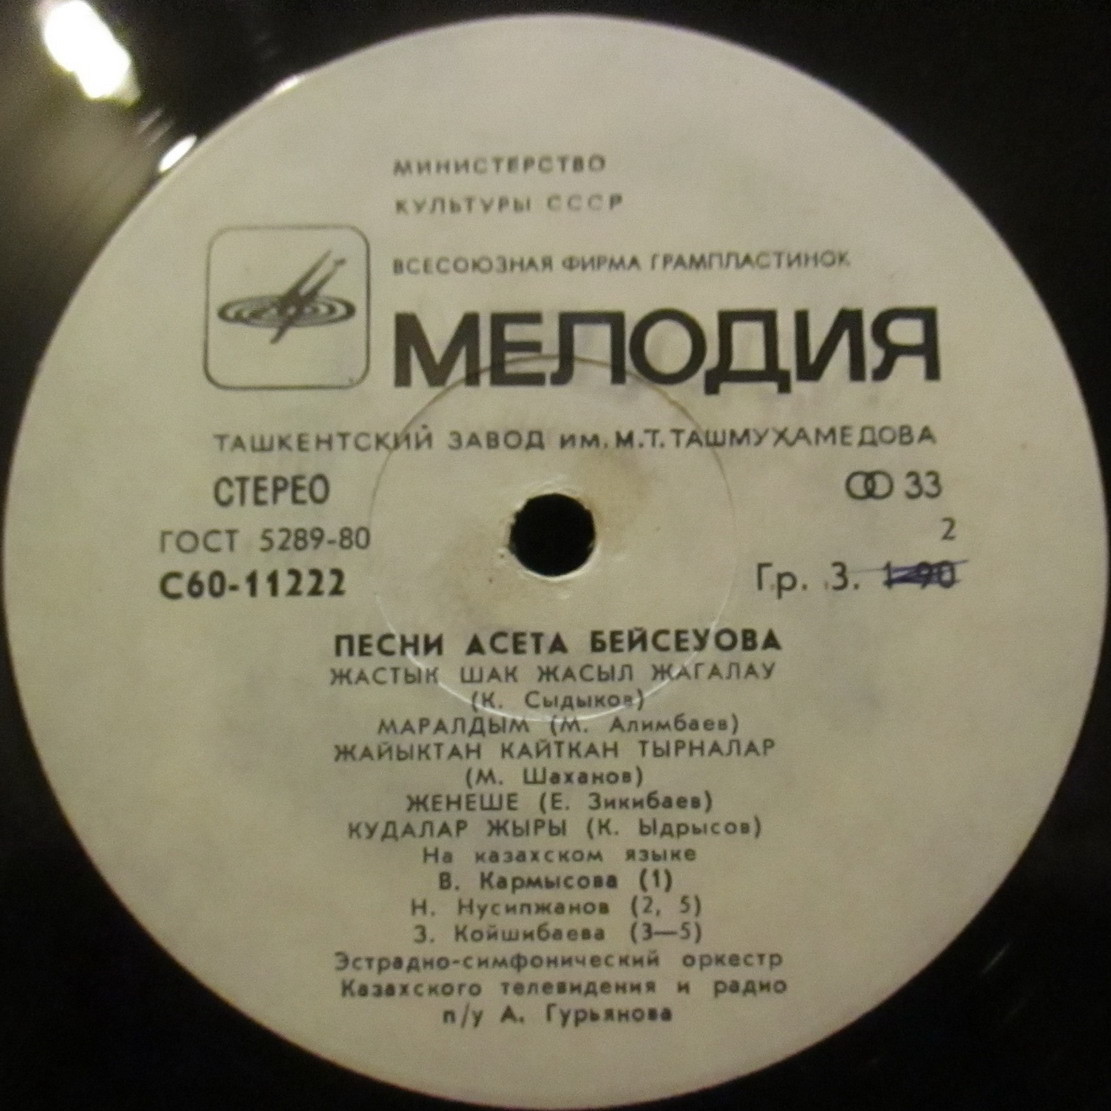 МИНИСТЕРСТВО
КУЛЬТУРЫ СССР
ВСЕСОЮЗНАЯ ФИРМА ГРАМПЛАСТИНОК
МЕЛОДИЯ
ТАШКЕНТСКИЙ ЗАВОД им. М.Т. ТАШМУХАМЕДОВА
СТЕРЕО 33
ГОСТ 5289-80 2
С60-11222 Гр. 3. 1-90
ПЕСНИ АСЕТА БЕЙСЕУОВА
ЖАСТЫК ШАК ЖАСЫЛ ЖАГАЛАУ
(К. Сыдыков)
МАРАЛДЫМ (М. Алимбаев)
ЖАЙЫКТАН КАЙТКАН ТЫРНАЛАР
(М. Шаханов)
ЖЕНЕШЕ (Е. Зикибаев)
КУДАЛАР ЖЫРЫ (К. Ыдрысов)
На казахском языке
В. Кармысова (1)
Н. Нусипжанов (2, 5)
З. Койшибаева (3—5)
Эстрадно-симфонический оркестр
Казахского телевидения и радио
п/у А. Гурьянова